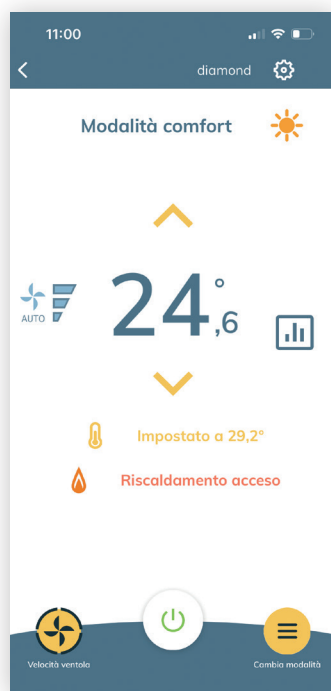 11:00
diamond
Modalità comfort
AUTO
24,6°
Impostato a 29,2°
Riscaldamento acceso
Velocità ventola
Cambia modalità